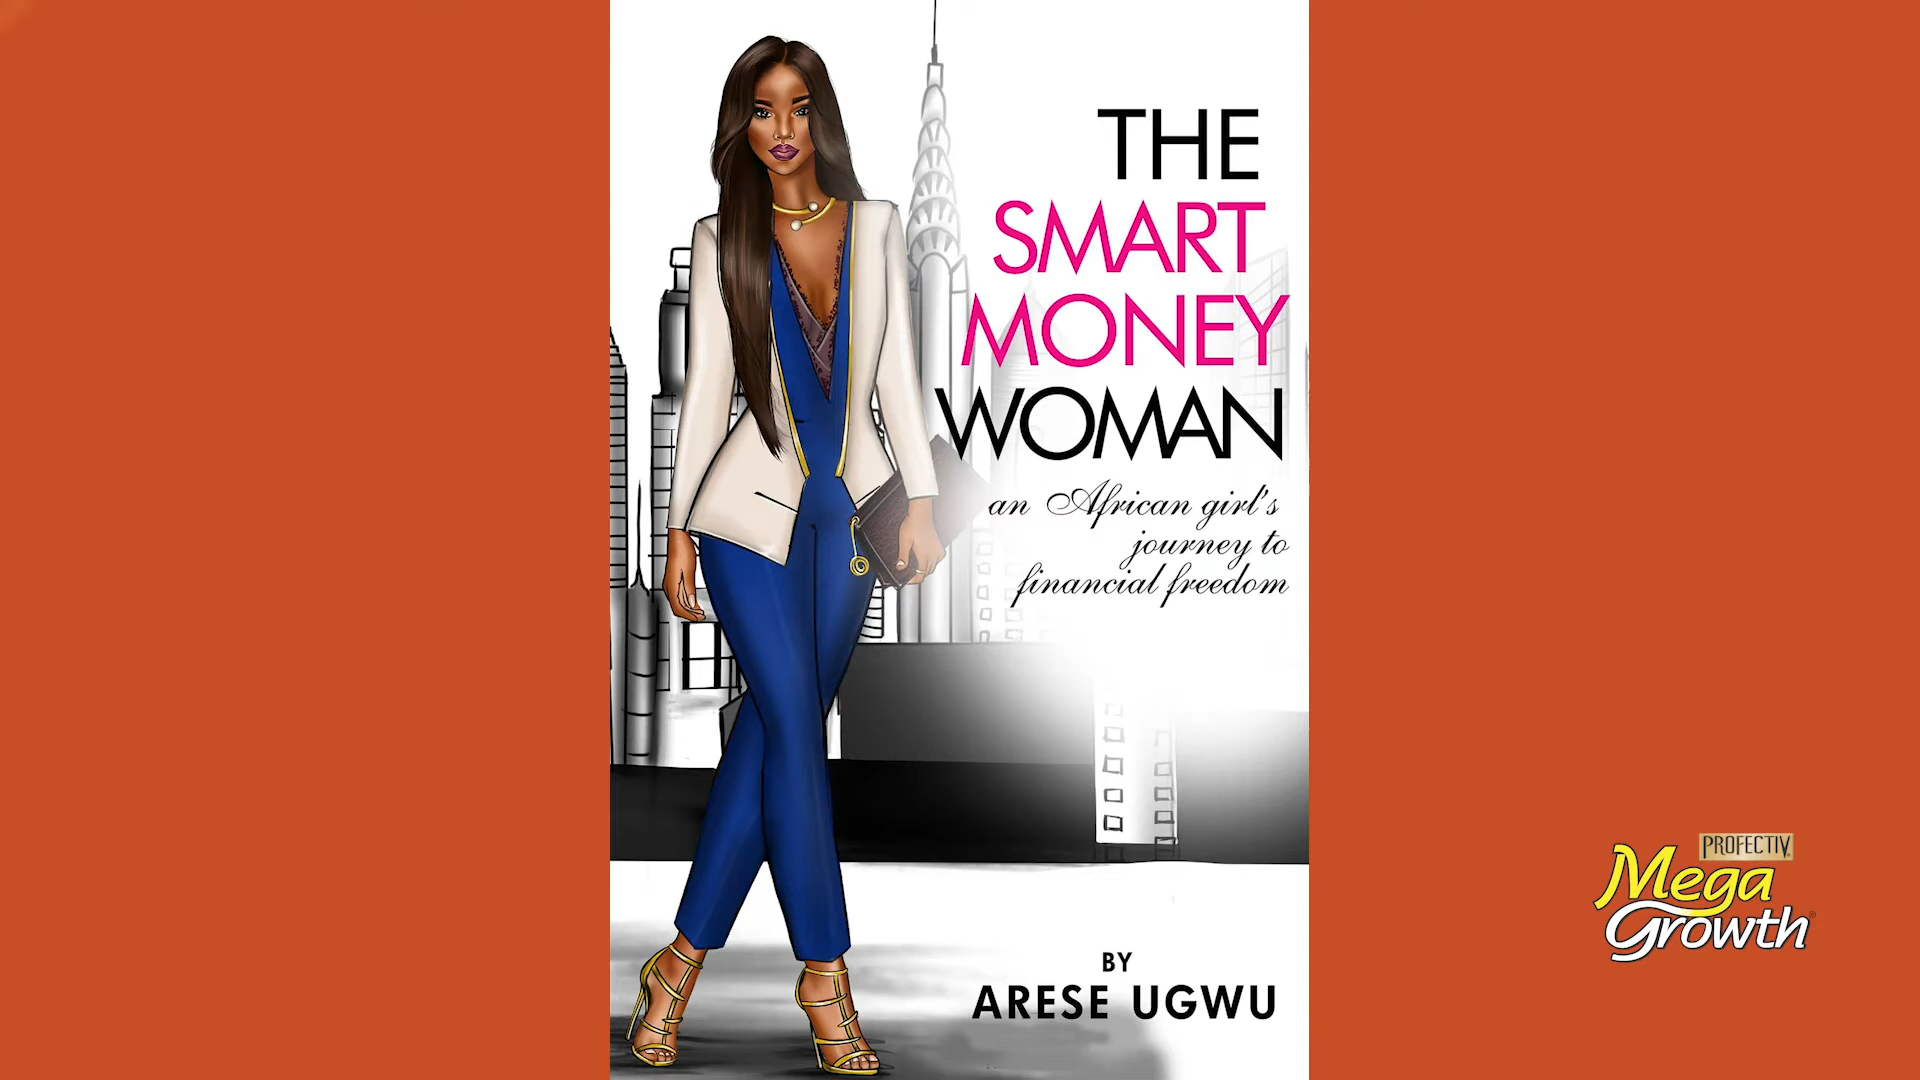 THE
SMART
MONEY
WOMAN
an African girl's
journey to
financial freedom
BY
ARESE UGWU
PROFECTIV
Mega
Growth